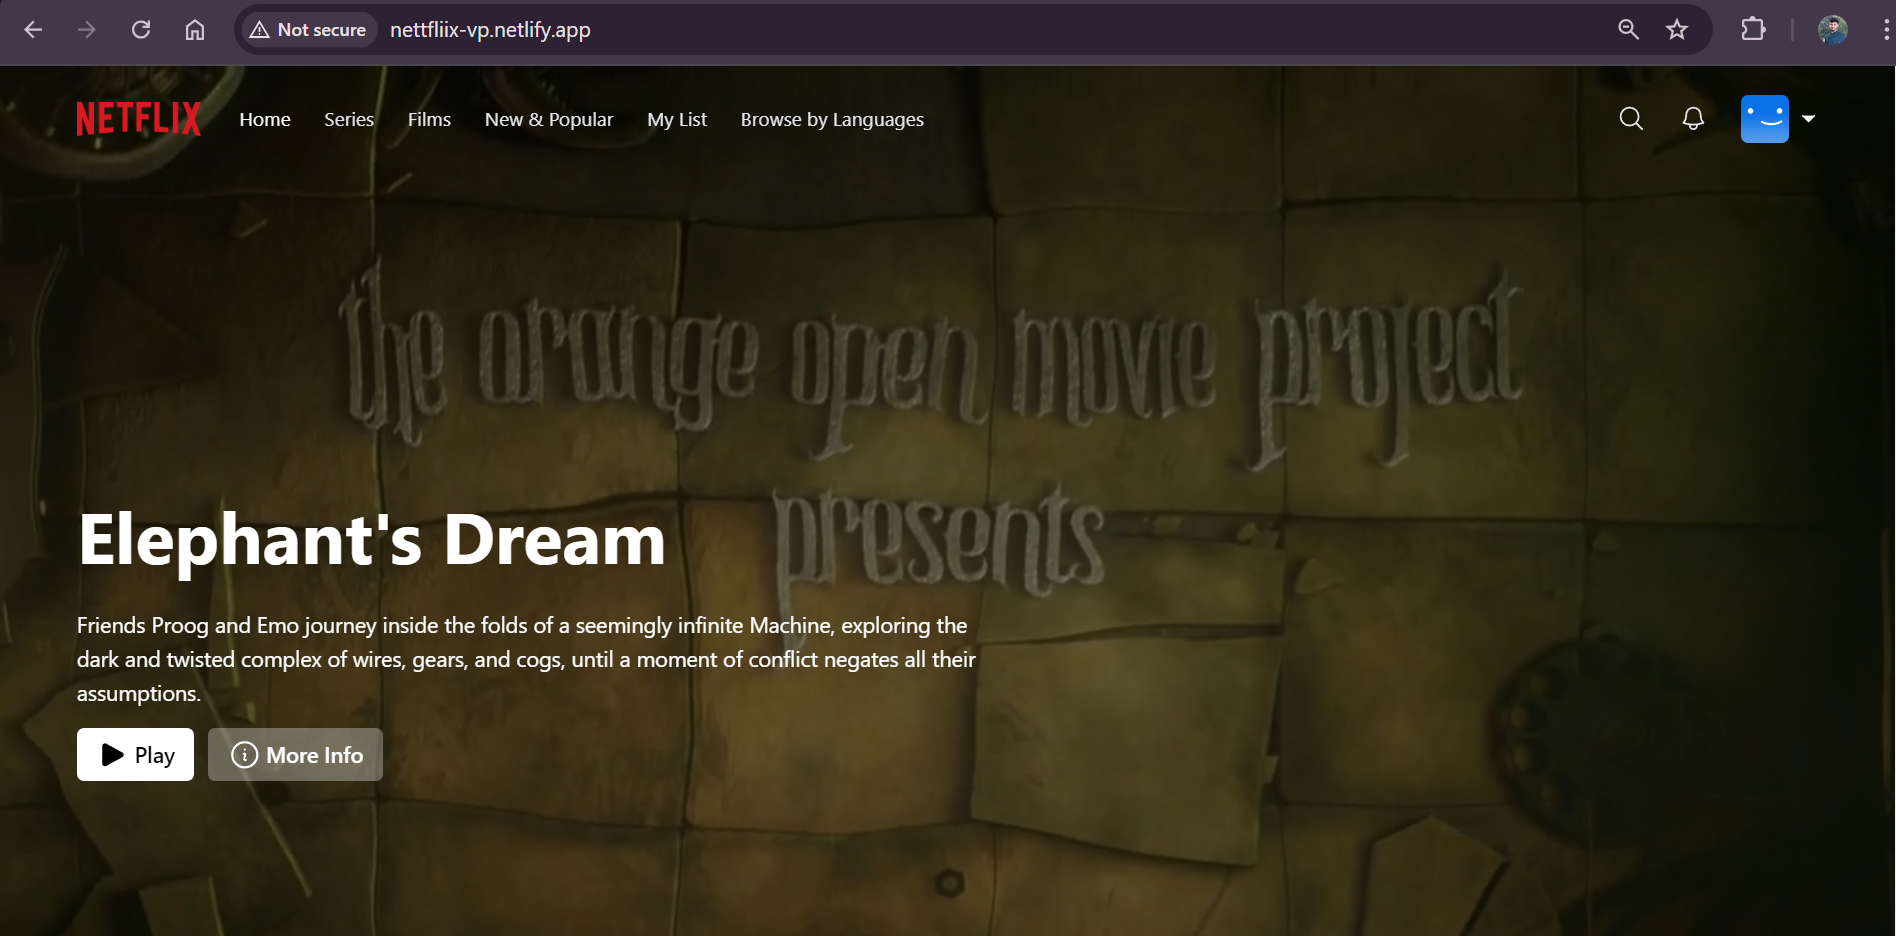 Not secure
nettfliix-vp.netlify.app
NETFLIX
Home
Series
Films
New & Popular
My List
Browse by Languages
the orange open movie project
presents
Elephant's Dream
Friends Proog and Emo journey inside the folds of a seemingly infinite Machine, exploring the
dark and twisted complex of wires, gears, and cogs, until a moment of conflict negates all their
assumptions.
Play
More Info